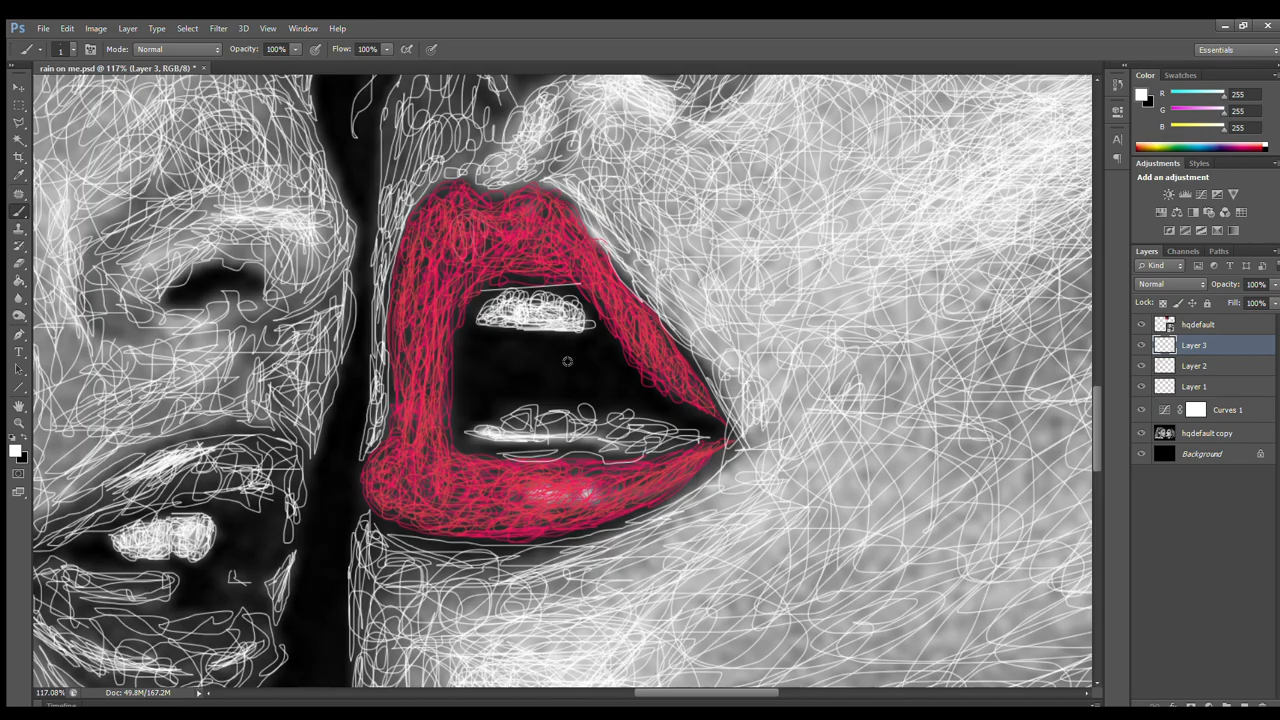 Ps File Edit Image Layer Type Select Filter 3D View Window Help
1 Mode: Normal Opacity: 100% Flow: 100% Essentials
rain on me.psd @ 117% (Layer 3, RGB/8) * ×
Color Swatches
R 255
G 255
B 255
Adjustments Styles
Add an adjustment
Layers Channels Paths
Kind
Normal Opacity: 100%
Lock: Fill: 100%
hqdefault
Layer 3
Layer 2
Layer 1
Curves 1
hqdefault copy
Background
117.08% Doc: 49.8M/167.2M
Timeline